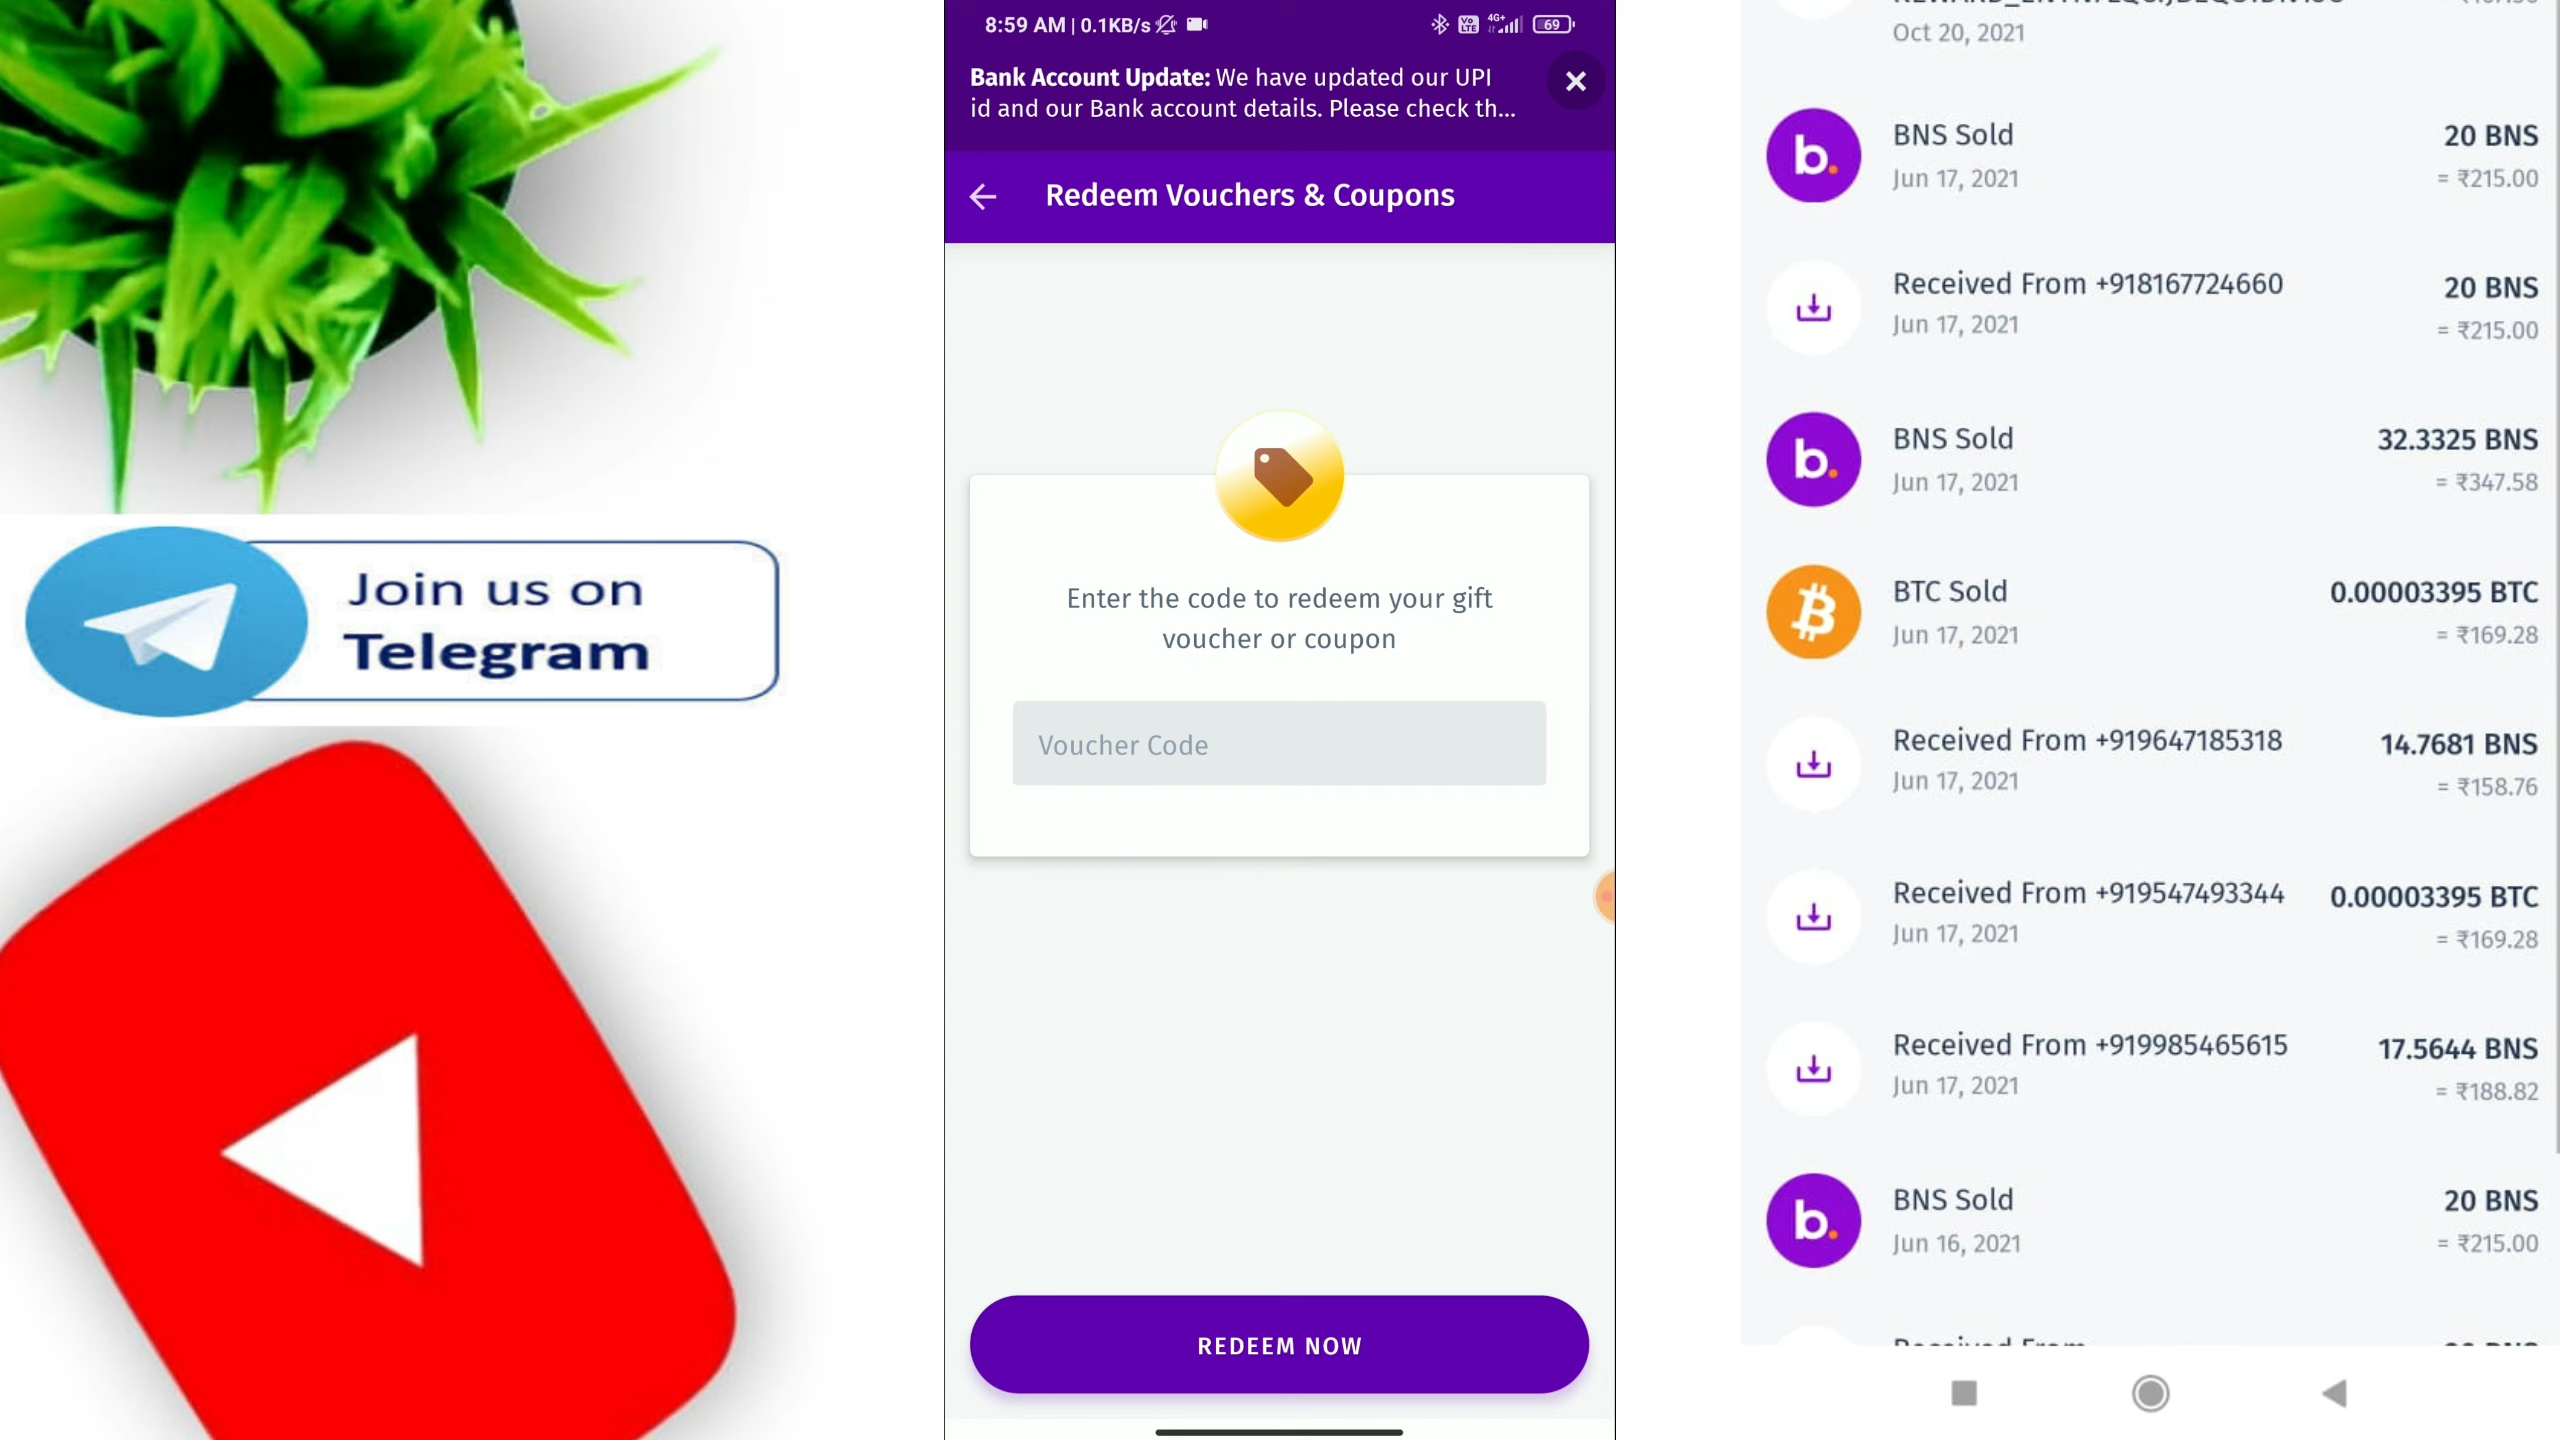 Join us on
Telegram
8:59 AM | 0.1KB/s
4G+
69
Bank Account Update: We have updated our UPI
id and our Bank account details. Please check th...
Redeem Vouchers & Coupons
Enter the code to redeem your gift
voucher or coupon
Voucher Code
REDEEM NOW
Oct 20, 2021
BNS Sold 20 BNS
Jun 17, 2021 = ₹215.00
Received From +918167724660 20 BNS
Jun 17, 2021 = ₹215.00
BNS Sold 32.3325 BNS
Jun 17, 2021 = ₹347.58
BTC Sold 0.00003395 BTC
Jun 17, 2021 = ₹169.28
Received From +919647185318 14.7681 BNS
Jun 17, 2021 = ₹158.76
Received From +919547493344 0.00003395 BTC
Jun 17, 2021 = ₹169.28
Received From +919985465615 17.5644 BNS
Jun 17, 2021 = ₹188.82
b. BNS Sold 20 BNS
Jun 16, 2021 = ₹215.00